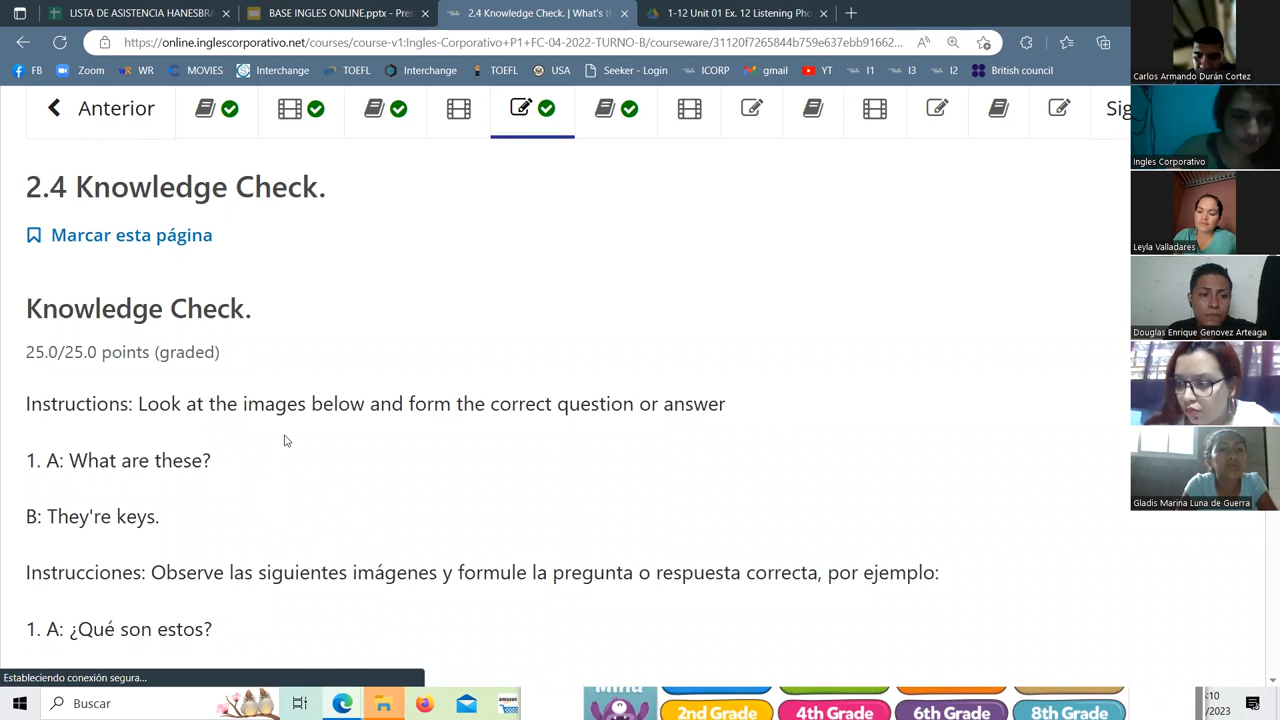 LISTA DE ASISTENCIA HANESBRA
BASE INGLES ONLINE.pptx - Pres
2.4 Knowledge Check. | What's th
1-12 Unit 01 Ex. 12 Listening Pho
https://online.inglescorporativo.net/courses/course-v1:Ingles-Corporativo+P1+FC-04-2022-TURNO-B/courseware/31120f7265844b759e637ebb91662...
FB
Zoom
WR
MOVIES
Interchange
TOEFL
Interchange
TOEFL
USA
Seeker - Login
ICORP
gmail
YT
I1
I3
I2
British council
Anterior
Sig
2.4 Knowledge Check.
Marcar esta página
Knowledge Check.
25.0/25.0 points (graded)
Instructions: Look at the images below and form the correct question or answer
1. A: What are these?
B: They're keys.
Instrucciones: Observe las siguientes imágenes y formule la pregunta o respuesta correcta, por ejemplo:
1. A: ¿Qué son estos?
Estableciendo conexión segura...
Buscar
amazon
2nd Grade
4th Grade
6th Grade
8th Grade
:10
/2023
Carlos Armando Durán Cortez
Ingles Corporativo
Leyla Valladares
Douglas Enrique Genovez Arteaga
Gladis Marina Luna de Guerra